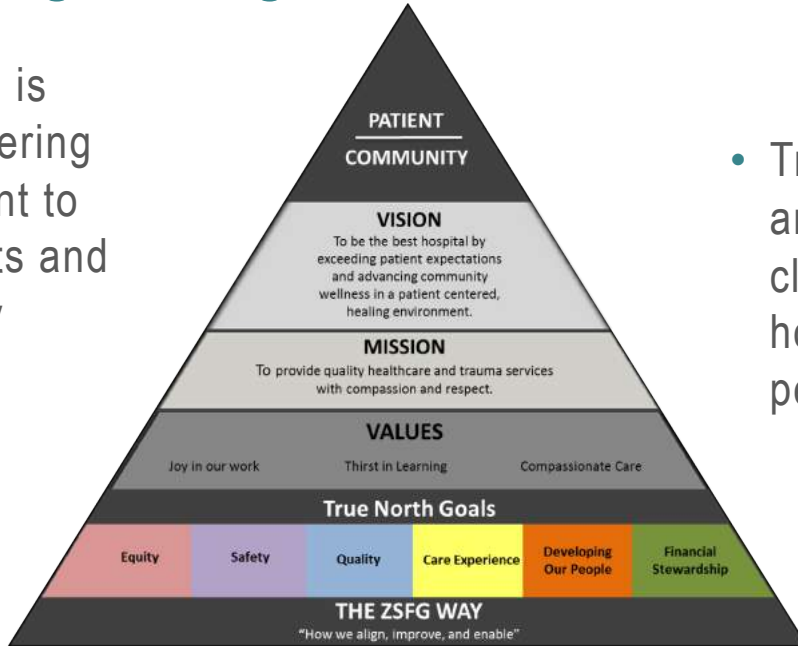 is
ering
nt to
ts and
PATIENT
COMMUNITY
VISION
To be the best hospital by
exceeding patient expectations
and advancing community
wellness in a patient centered,
healing environment.
MISSION
To provide quality healthcare and trauma services
with compassion and respect.
VALUES
Joy in our work Thirst in Learning Compassionate Care
True North Goals
Equity Safety Quality Care Experience Developing Our People Financial Stewardship
THE ZSFG WAY
"How we align, improve, and enable"
• Tr
cl